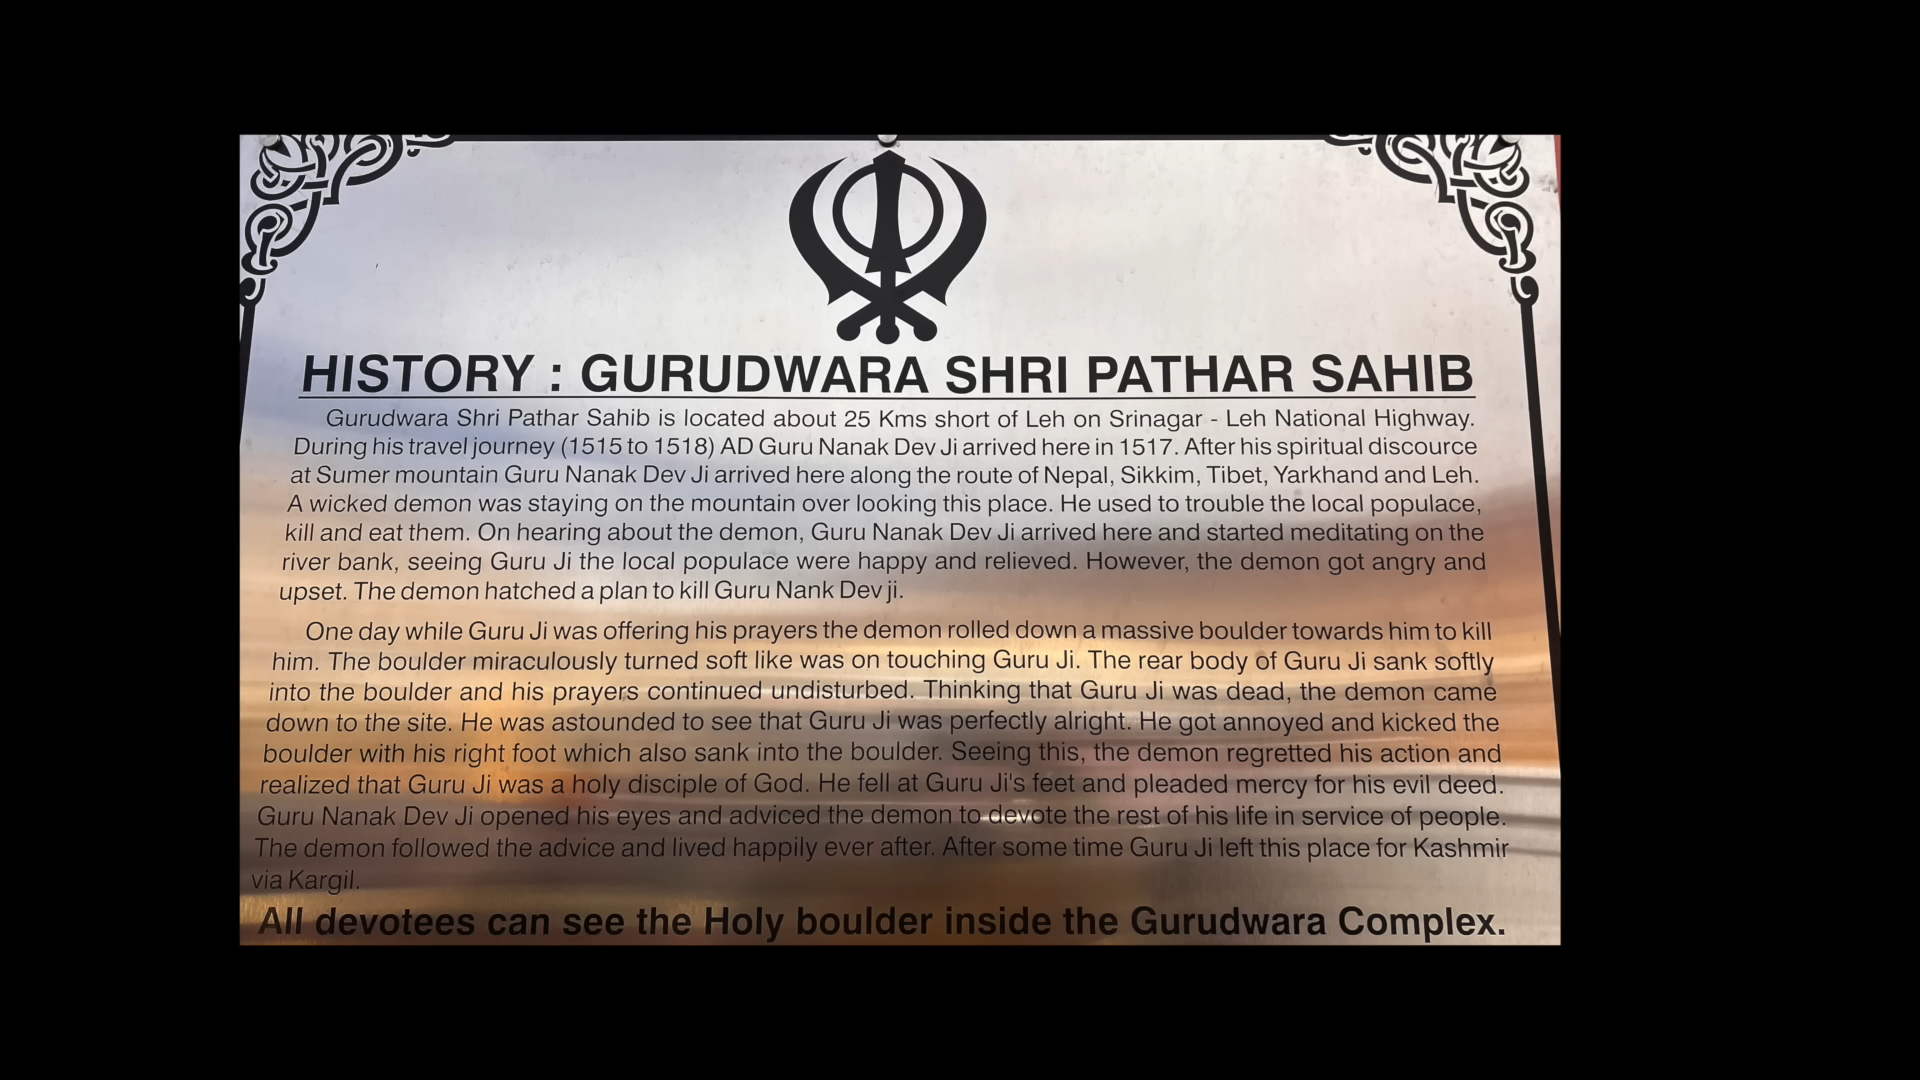 HISTORY : GURUDWARA SHRI PATHAR SAHIB
Gurudwara Shri Pathar Sahib is located about 25 Kms short of Leh on Srinagar - Leh National Highway.
During his travel journey (1515 to 1518) AD Guru Nanak Dev Ji arrived here in 1517. After his spiritual discource
at Sumer mountain Guru Nanak Dev Ji arrived here along the route of Nepal, Sikkim, Tibet, Yarkhand and Leh.
A wicked demon was staying on the mountain over looking this place. He used to trouble the local populace,
kill and eat them. On hearing about the demon, Guru Nanak Dev Ji arrived here and started meditating on the
river bank, seeing Guru Ji the local populace were happy and relieved. However, the demon got angry and
upset. The demon hatched a plan to kill Guru Nank Dev ji.
One day while Guru Ji was offering his prayers the demon rolled down a massive boulder towards him to kill
him. The boulder miraculously turned soft like was on touching Guru Ji. The rear body of Guru Ji sank softly
into the boulder and his prayers continued undisturbed. Thinking that Guru Ji was dead, the demon came
down to the site. He was astounded to see that Guru Ji was perfectly alright. He got annoyed and kicked the
boulder with his right foot which also sank into the boulder. Seeing this, the demon regretted his action and
realized that Guru Ji was a holy disciple of God. He fell at Guru Ji's feet and pleaded mercy for his evil deed.
Guru Nanak Dev Ji opened his eyes and adviced the demon to devote the rest of his life in service of people.
The demon followed the advice and lived happily ever after. After some time Guru Ji left this place for Kashmir
via Kargil.
All devotees can see the Holy boulder inside the Gurudwara Complex.